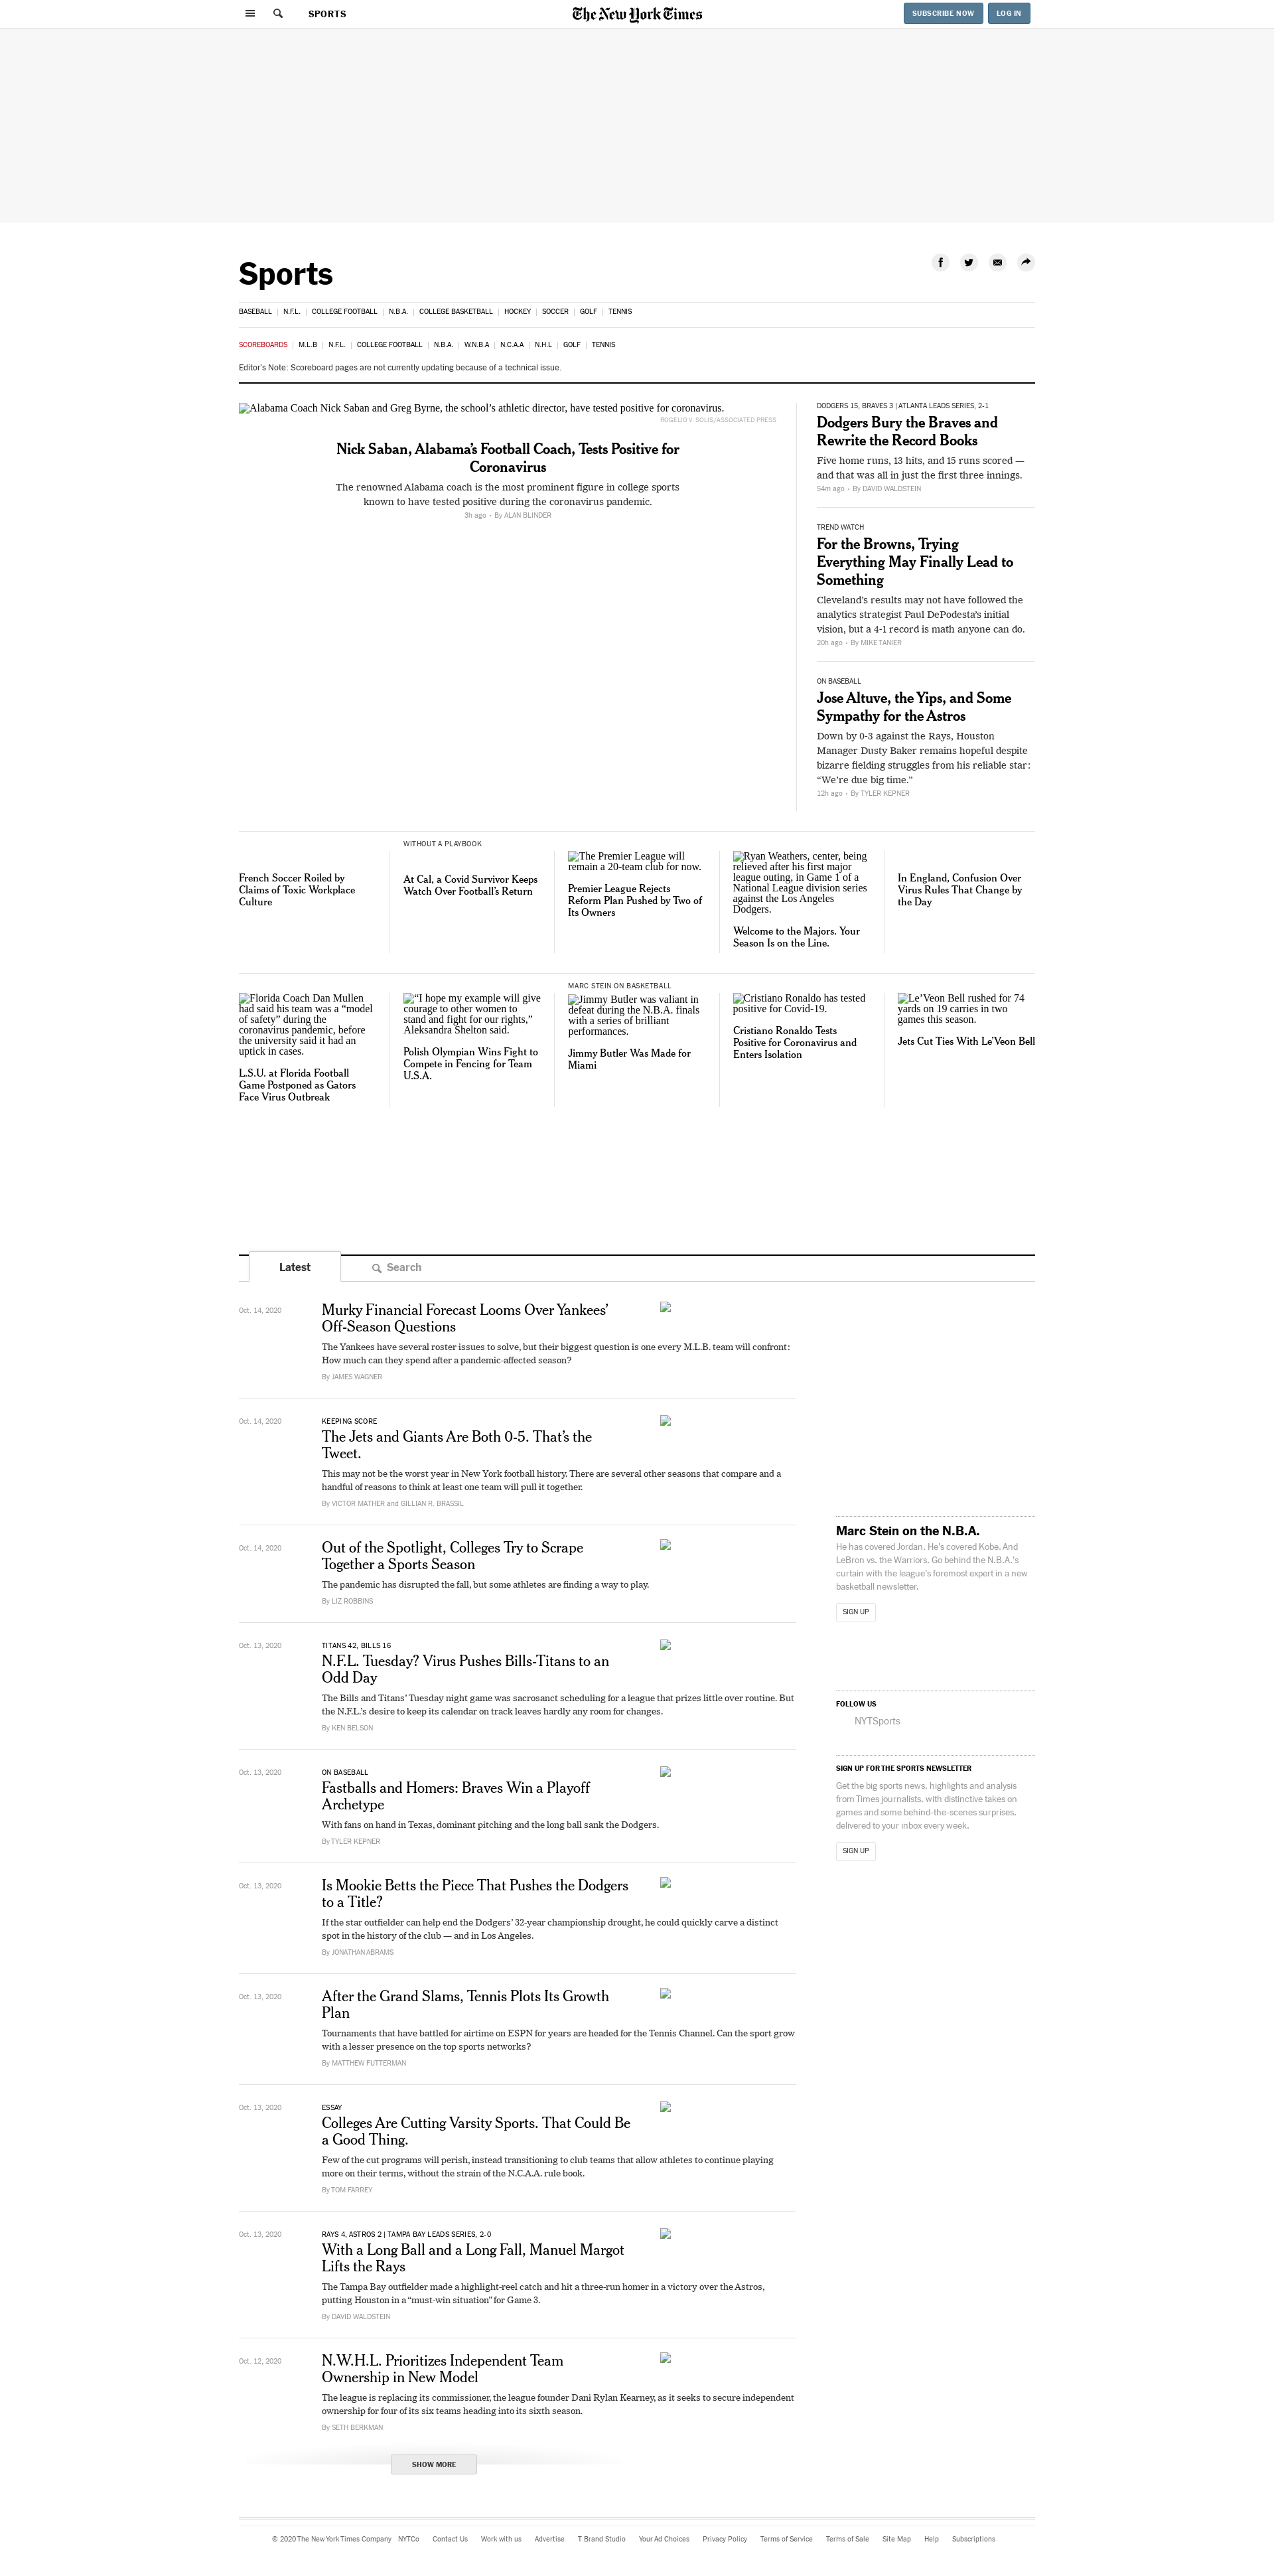 SPORTS
The New York Times
SUBSCRIBE NOW
LOG IN
Sports
BASEBALL | N.F.L. | COLLEGE FOOTBALL | N.B.A. | COLLEGE BASKETBALL | HOCKEY | SOCCER | GOLF | TENNIS
SCOREBOARDS | M.L.B | N.F.L. | COLLEGE FOOTBALL | N.B.A. | W.N.B.A | N.C.A.A | N.H.L | GOLF | TENNIS
Editor's Note: Scoreboard pages are not currently updating because of a technical issue.
Alabama Coach Nick Saban and Greg Byrne, the school's athletic director, have tested positive for coronavirus.
ROGELIO V. SOLIS/ASSOCIATED PRESS
Nick Saban, Alabama's Football Coach, Tests Positive for
Coronavirus
The renowned Alabama coach is the most prominent figure in college sports
known to have tested positive during the coronavirus pandemic.
3h ago • By ALAN BLINDER
DODGERS 15, BRAVES 3 | ATLANTA LEADS SERIES, 2-1
Dodgers Bury the Braves and
Rewrite the Record Books
Five home runs, 13 hits, and 15 runs scored —
and that was all in just the first three innings.
54m ago • By DAVID WALDSTEIN
TREND WATCH
For the Browns, Trying
Everything May Finally Lead to
Something
Cleveland's results may not have followed the
analytics strategist Paul DePodesta's initial
vision, but a 4-1 record is math anyone can do.
20h ago • By MIKE TANIER
ON BASEBALL
Jose Altuve, the Yips, and Some
Sympathy for the Astros
Down by 0-3 against the Rays, Houston
Manager Dusty Baker remains hopeful despite
bizarre fielding struggles from his reliable star:
“We're due big time.”
12h ago • By TYLER KEPNER
French Soccer Roiled by
Claims of Toxic Workplace
Culture
WITHOUT A PLAYBOOK
At Cal, a Covid Survivor Keeps
Watch Over Football's Return
The Premier League will
remain a 20-team club for now.
Premier League Rejects
Reform Plan Pushed by Two of
Its Owners
Ryan Weathers, center, being
relieved after his first major
league outing, in Game 1 of a
National League division series
against the Los Angeles
Dodgers.
Welcome to the Majors. Your
Season Is on the Line.
In England, Confusion Over
Virus Rules That Change by
the Day
Florida Coach Dan Mullen
had said his team was a “model
of safety” during the
coronavirus pandemic, before
the university said it had an
uptick in cases.
L.S.U. at Florida Football
Game Postponed as Gators
Face Virus Outbreak
“I hope my example will give
courage to other women to
stand and fight for our rights,”
Aleksandra Shelton said.
Polish Olympian Wins Fight to
Compete in Fencing for Team
U.S.A.
MARC STEIN ON BASKETBALL
Jimmy Butler was valiant in
defeat during the N.B.A. finals
with a series of brilliant
performances.
Jimmy Butler Was Made for
Miami
Cristiano Ronaldo has tested
positive for Covid-19.
Cristiano Ronaldo Tests
Positive for Coronavirus and
Enters Isolation
Le'Veon Bell rushed for 74
yards on 19 carries in two
games this season.
Jets Cut Ties With Le'Veon Bell
Latest
Search
Oct. 14, 2020
Murky Financial Forecast Looms Over Yankees'
Off-Season Questions
The Yankees have several roster issues to solve, but their biggest question is one every M.L.B. team will confront:
How much can they spend after a pandemic-affected season?
By JAMES WAGNER
Oct. 14, 2020
KEEPING SCORE
The Jets and Giants Are Both 0-5. That's the
Tweet.
This may not be the worst year in New York football history. There are several other seasons that compare and a
handful of reasons to think at least one team will pull it together.
By VICTOR MATHER and GILLIAN R. BRASSIL
Oct. 14, 2020
Out of the Spotlight, Colleges Try to Scrape
Together a Sports Season
The pandemic has disrupted the fall, but some athletes are finding a way to play.
By LIZ ROBBINS
Oct. 13, 2020
TITANS 42, BILLS 16
N.F.L. Tuesday? Virus Pushes Bills-Titans to an
Odd Day
The Bills and Titans' Tuesday night game was sacrosanct scheduling for a league that prizes little over routine. But
the N.F.L.'s desire to keep its calendar on track leaves hardly any room for changes.
By KEN BELSON
Oct. 13, 2020
ON BASEBALL
Fastballs and Homers: Braves Win a Playoff
Archetype
With fans on hand in Texas, dominant pitching and the long ball sank the Dodgers.
By TYLER KEPNER
Oct. 13, 2020
Is Mookie Betts the Piece That Pushes the Dodgers
to a Title?
If the star outfielder can help end the Dodgers' 32-year championship drought, he could quickly carve a distinct
spot in the history of the club — and in Los Angeles.
By JONATHAN ABRAMS
Oct. 13, 2020
After the Grand Slams, Tennis Plots Its Growth
Plan
Tournaments that have battled for airtime on ESPN for years are headed for the Tennis Channel. Can the sport grow
with a lesser presence on the top sports networks?
By MATTHEW FUTTERMAN
Oct. 13, 2020
ESSAY
Colleges Are Cutting Varsity Sports. That Could Be
a Good Thing.
Few of the cut programs will perish, instead transitioning to club teams that allow athletes to continue playing
more on their terms, without the strain of the N.C.A.A. rule book.
By TOM FARREY
Oct. 13, 2020
RAYS 4, ASTROS 2 | TAMPA BAY LEADS SERIES, 2-0
With a Long Ball and a Long Fall, Manuel Margot
Lifts the Rays
The Tampa Bay outfielder made a highlight-reel catch and hit a three-run homer in a victory over the Astros,
putting Houston in a “must-win situation” for Game 3.
By DAVID WALDSTEIN
Oct. 12, 2020
N.W.H.L. Prioritizes Independent Team
Ownership in New Model
The league is replacing its commissioner, the league founder Dani Rylan Kearney, as it seeks to secure independent
ownership for four of its six teams heading into its sixth season.
By SETH BERKMAN
SHOW MORE
Marc Stein on the N.B.A.
He has covered Jordan. He's covered Kobe. And
LeBron vs. the Warriors. Go behind the N.B.A.'s
curtain with the league's foremost expert in a new
basketball newsletter.
SIGN UP
FOLLOW US
NYTSports
SIGN UP FOR THE SPORTS NEWSLETTER
Get the big sports news, highlights and analysis
from Times journalists, with distinctive takes on
games and some behind-the-scenes surprises,
delivered to your inbox every week.
SIGN UP
© 2020 The New York Times Company NYTCo Contact Us Work with us Advertise T Brand Studio Your Ad Choices Privacy Policy Terms of Service Terms of Sale Site Map Help Subscriptions